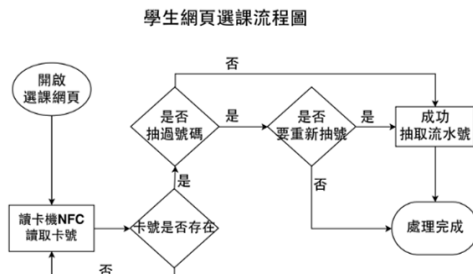 學生網頁選課流程圖
否
開啟
選課網頁
是否
抽過號碼
是
是否
要重新抽號
是
成功
抽取流水號
是
否
讀卡機NFC
讀取卡號
卡號是否存在
處理完成
否